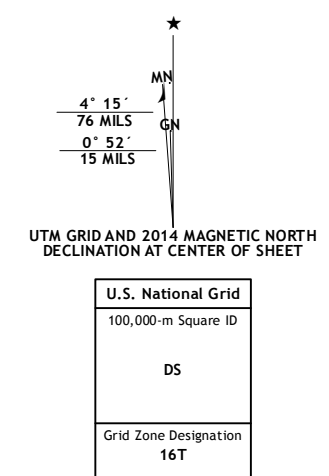 MN
4° 15´
76 MILS
GN
0° 52´
15 MILS
UTM GRID AND 2014 MAGNETIC NORTH
DECLINATION AT CENTER OF SHEET
U.S. National Grid
100,000-m Square ID
DS
Grid Zone Designation
16T